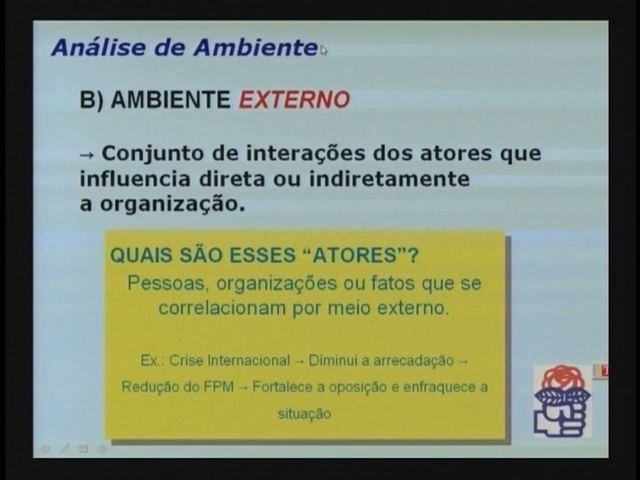 Análise de Ambiente
B) AMBIENTE EXTERNO
→ Conjunto de interações dos atores que
influencia direta ou indiretamente
a organização.
QUAIS SÃO ESSES “ATORES”?
Pessoas, organizações ou fatos que se
correlacionam por meio externo.
Ex.: Crise Internacional → Diminui a arrecadação →
Redução do FPM → Fortalece a oposição e enfraquece a
situação